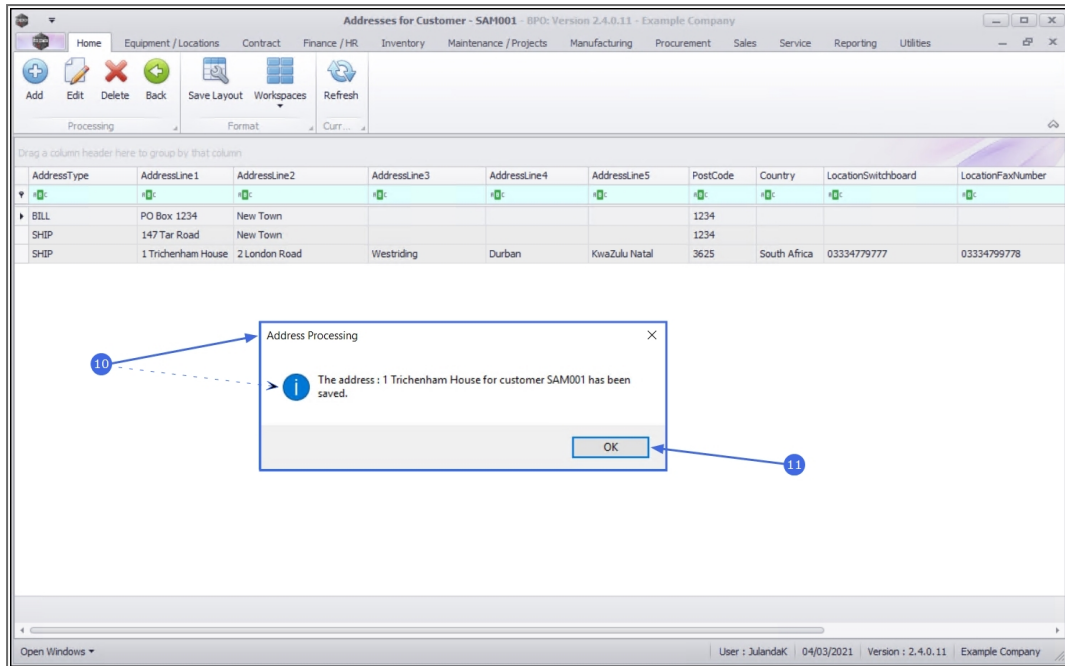 Addresses for Customer - SAM001 - BPO: Version 2.4.0.11 - Example Company
Home Equipment / Locations Contract Finance / HR Inventory Maintenance / Projects Manufacturing Procurement Sales Service Reporting Utilities
Add Edit Delete Back Save Layout Workspaces Refresh
Processing Format Curr...
Drag a column header here to group by that column
AddressType AddressLine1 AddressLine2 AddressLine3 AddressLine4 AddressLine5 PostCode Country LocationSwitchboard LocationFaxNumber
BILL PO Box 1234 New Town 1234
SHIP 147 Tar Road New Town 1234
SHIP 1 Trichenham House 2 London Road Westriding Durban KwaZulu Natal 3625 South Africa 03334779777 03334799778
Address Processing
10
The address : 1 Trichenham House for customer SAM001 has been
saved.
OK
11
Open Windows User : JulandaK 04/03/2021 Version : 2.4.0.11 Example Company